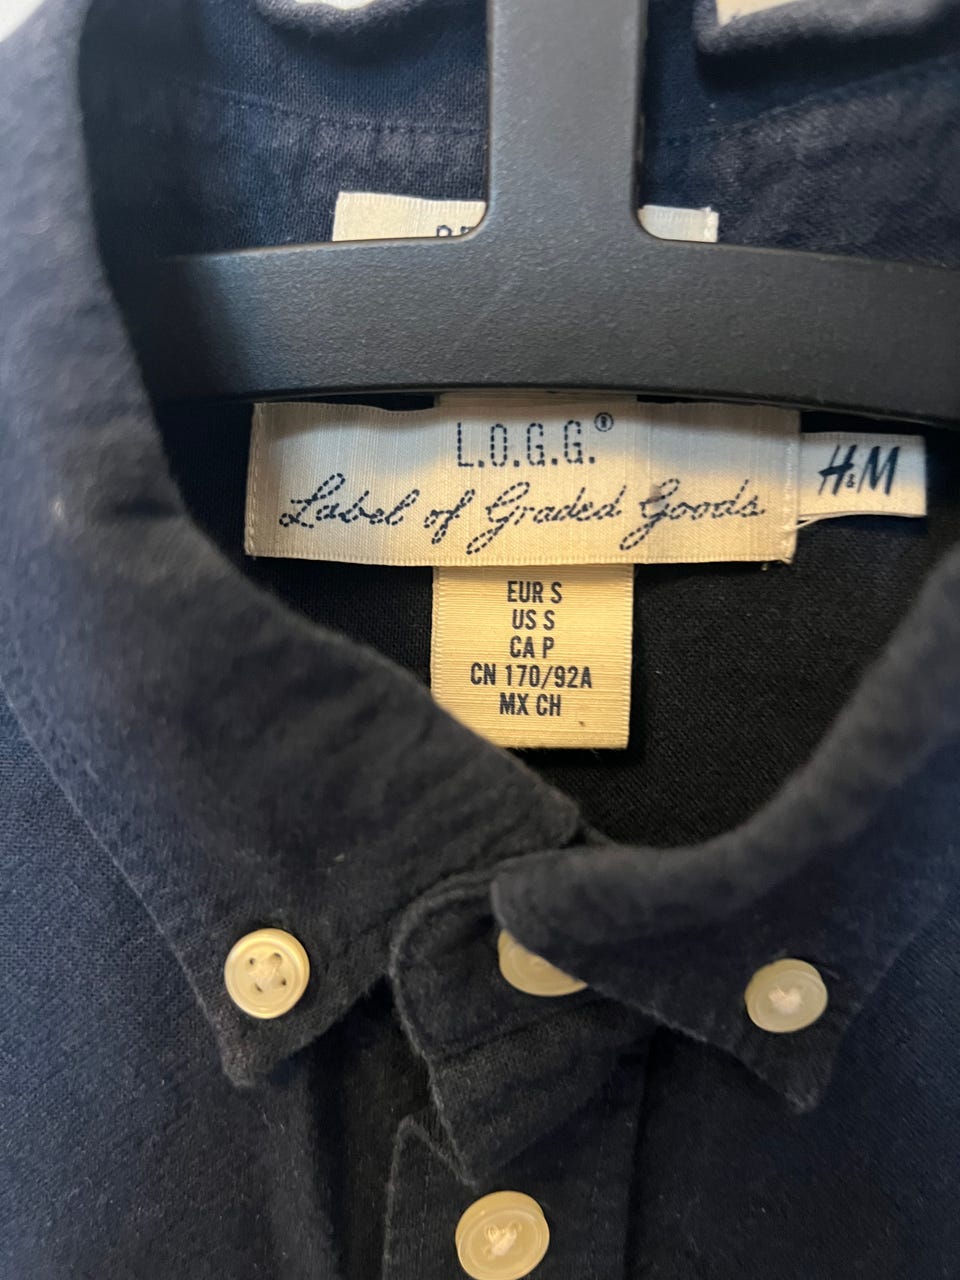 L.O.G.G.®
Label of Graded Goods
H&M
EUR S
US S
CA P
CN 170/92A
MX CH